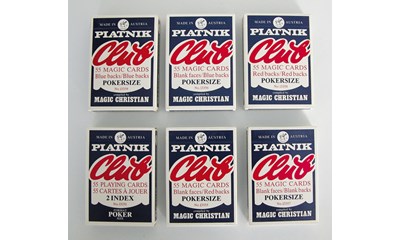 MADE IN AUSTRIA
PIATNIK
Club
55 MAGIC CARDS
Blue backs/Blue backs
POKERSIZE
MAGIC CHRISTIAN
MADE IN AUSTRIA
PIATNIK
Club
55 MAGIC CARDS
Blank faces/Blue backs
POKERSIZE
MAGIC CHRISTIAN
MADE IN AUSTRIA
PIATNIK
Club
55 MAGIC CARDS
Red backs/Red backs
POKERSIZE
MAGIC CHRISTIAN
MADE IN AUSTRIA
PIATNIK
Club
55 PLAYING CARDS
55 CARTES A JOUER
2 INDEX
POKER
MADE IN AUSTRIA
PIATNIK
Club
55 MAGIC CARDS
Blank faces/Red backs
POKERSIZE
MAGIC CHRISTIAN
MADE IN AUSTRIA
PIATNIK
Club
55 MAGIC CARDS
Blank faces/Blank backs
POKERSIZE
MAGIC CHRISTIAN